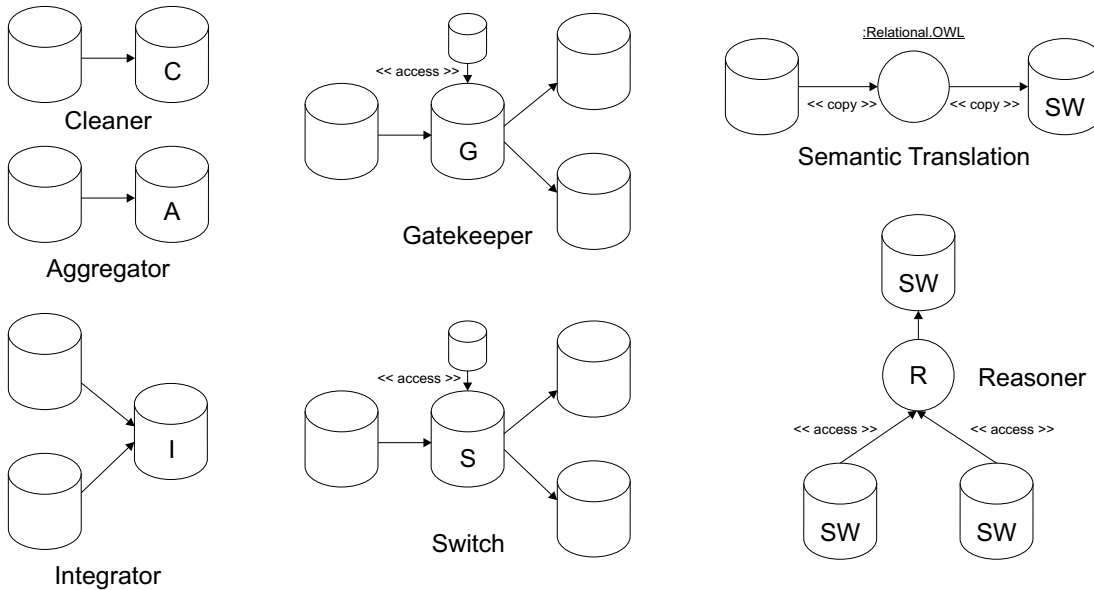 C
Cleaner
A
Aggregator
I
Integrator
<< access >>
G
Gatekeeper
<< access >>
S
Switch
:Relational.OWL
<< copy >>
<< copy >>
SW
Semantic Translation
SW
R
Reasoner
<< access >>
<< access >>
SW
SW